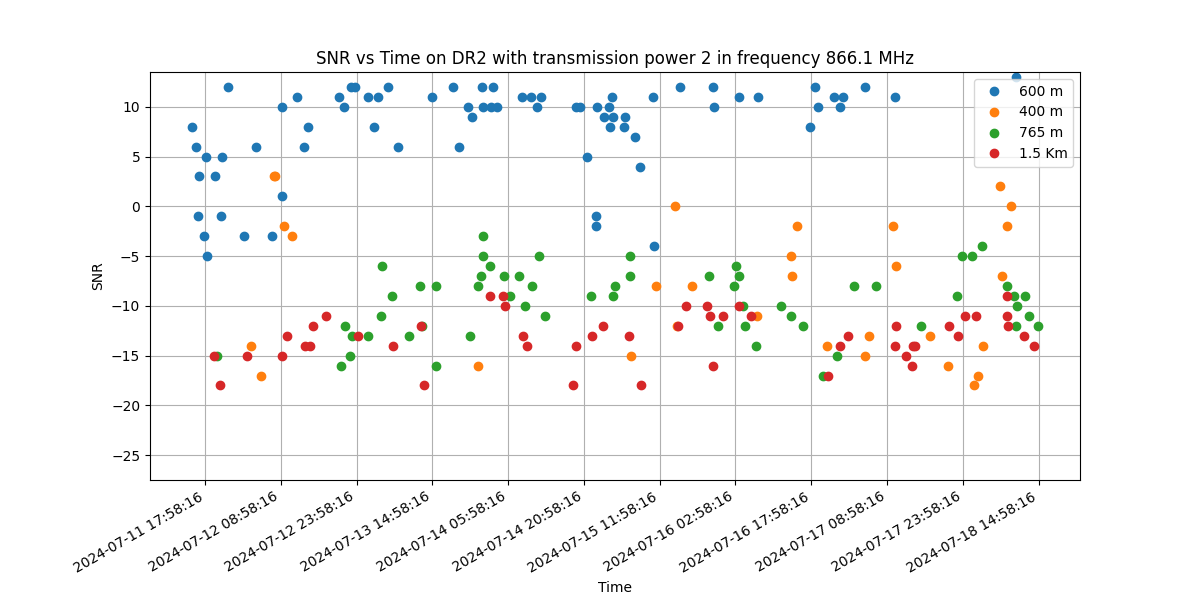 SNR vs Time on DR2 with transmission power 2 in frequency 866.1 MHz
600 m
400 m
765 m
1.5 Km
10
5
0
−5
−10
−15
−20
−25
SNR
2024-07-11 17:58:16
2024-07-12 08:58:16
2024-07-12 23:58:16
2024-07-13 14:58:16
2024-07-14 05:58:16
2024-07-14 20:58:16
2024-07-15 11:58:16
2024-07-16 02:58:16
2024-07-16 17:58:16
2024-07-17 08:58:16
2024-07-17 23:58:16
2024-07-18 14:58:16
Time